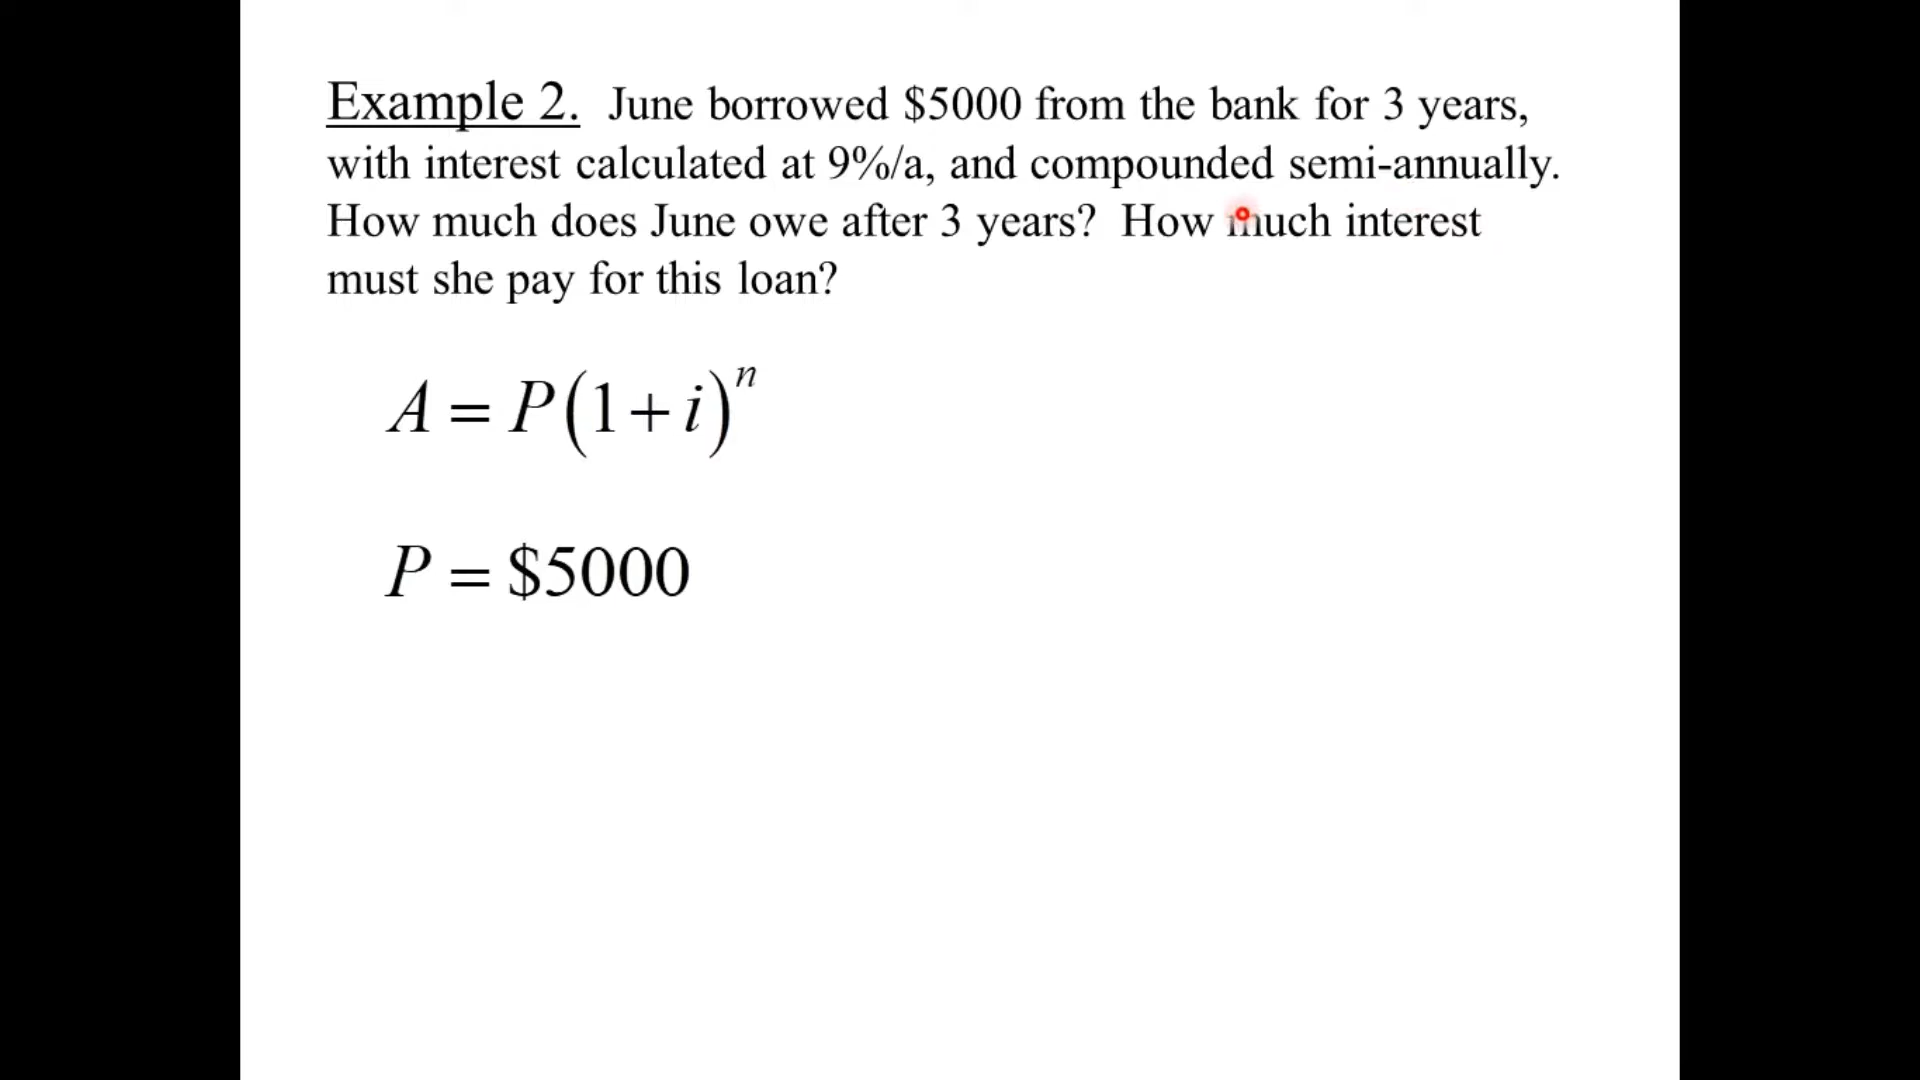 Example 2. June borrowed $5000 from the bank for 3 years,
with interest calculated at 9%/a, and compounded semi-annually.
How much does June owe after 3 years? How much interest
must she pay for this loan?
A = P(1+i)^n
P = $5000